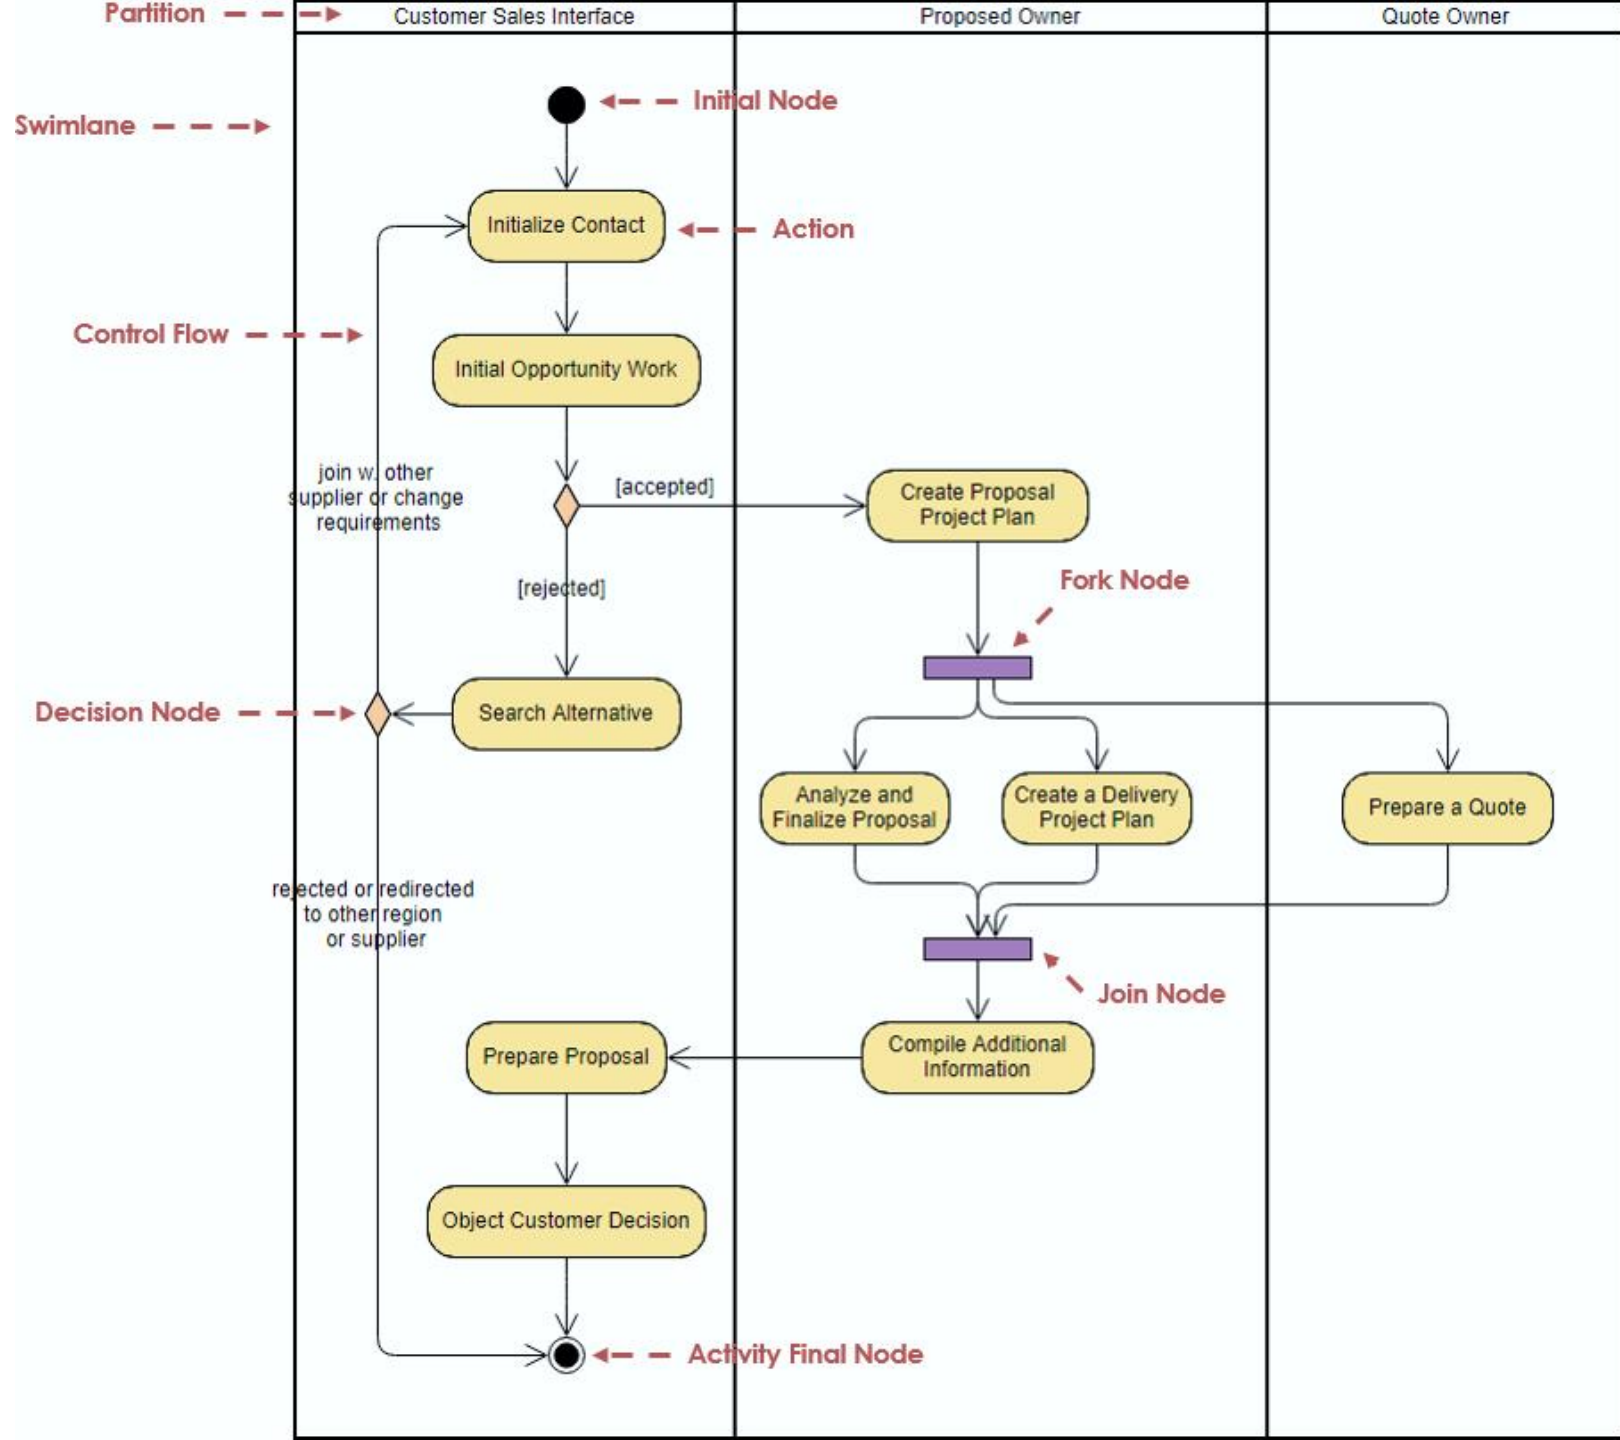 Partition
Customer Sales Interface
Proposed Owner
Quote Owner
Initial Node
Swimlane
Initialize Contact
Action
Control Flow
Initial Opportunity Work
join w. other
supplier or change
requirements
[accepted]
Create Proposal
Project Plan
[rejected]
Fork Node
Decision Node
Search Alternative
Analyze and
Finalize Proposal
Create a Delivery
Project Plan
Prepare a Quote
rejected or redirected
to other region
or supplier
Join Node
Prepare Proposal
Compile Additional
Information
Object Customer Decision
Activity Final Node